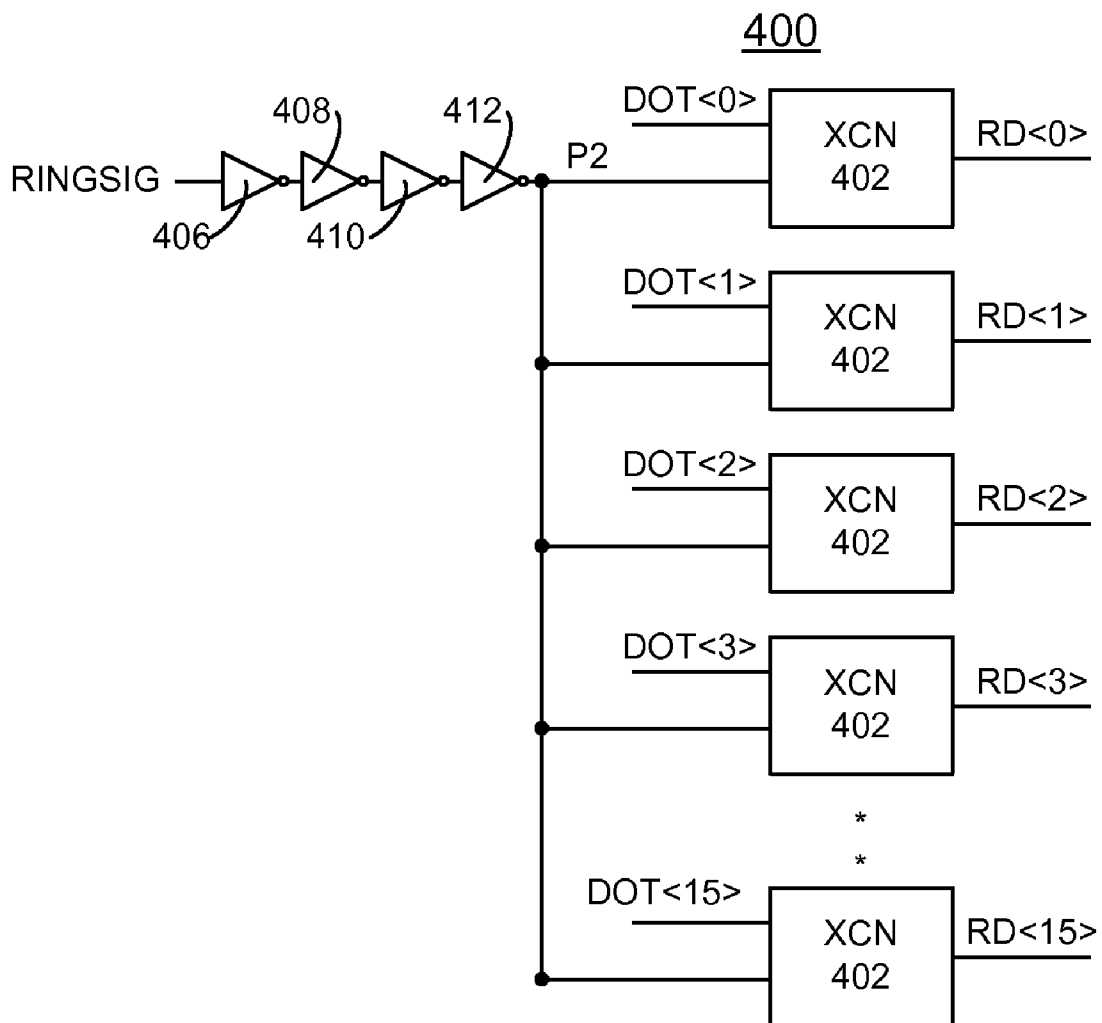 400
408
412
RINGSIG
406
410
P2
DOT<0>
XCN
402
RD<0>
DOT<1>
XCN
402
RD<1>
DOT<2>
XCN
402
RD<2>
DOT<3>
XCN
402
RD<3>
*
*
DOT<15>
XCN
402
RD<15>